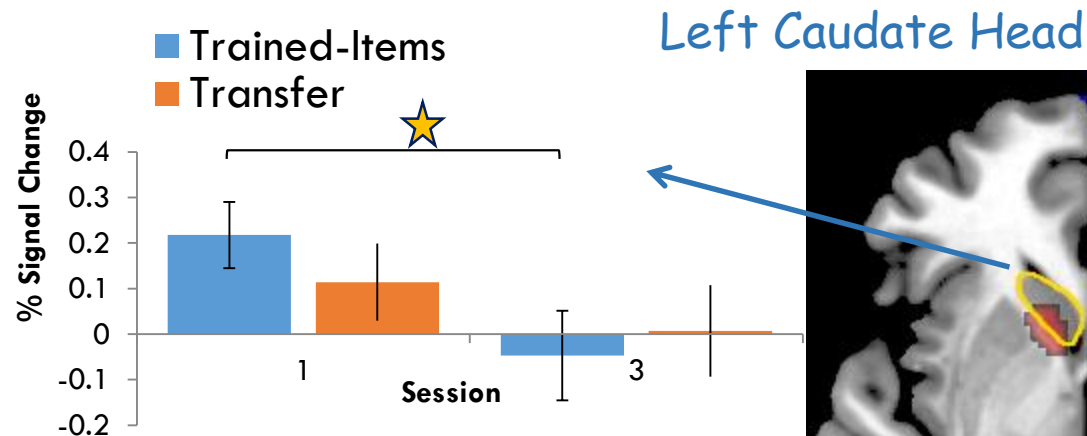 Left Caudate Head
Trained-Items
Transfer
% Signal Change
0.4
0.3
0.2
0.1
0
-0.1
-0.2
1
3
Session